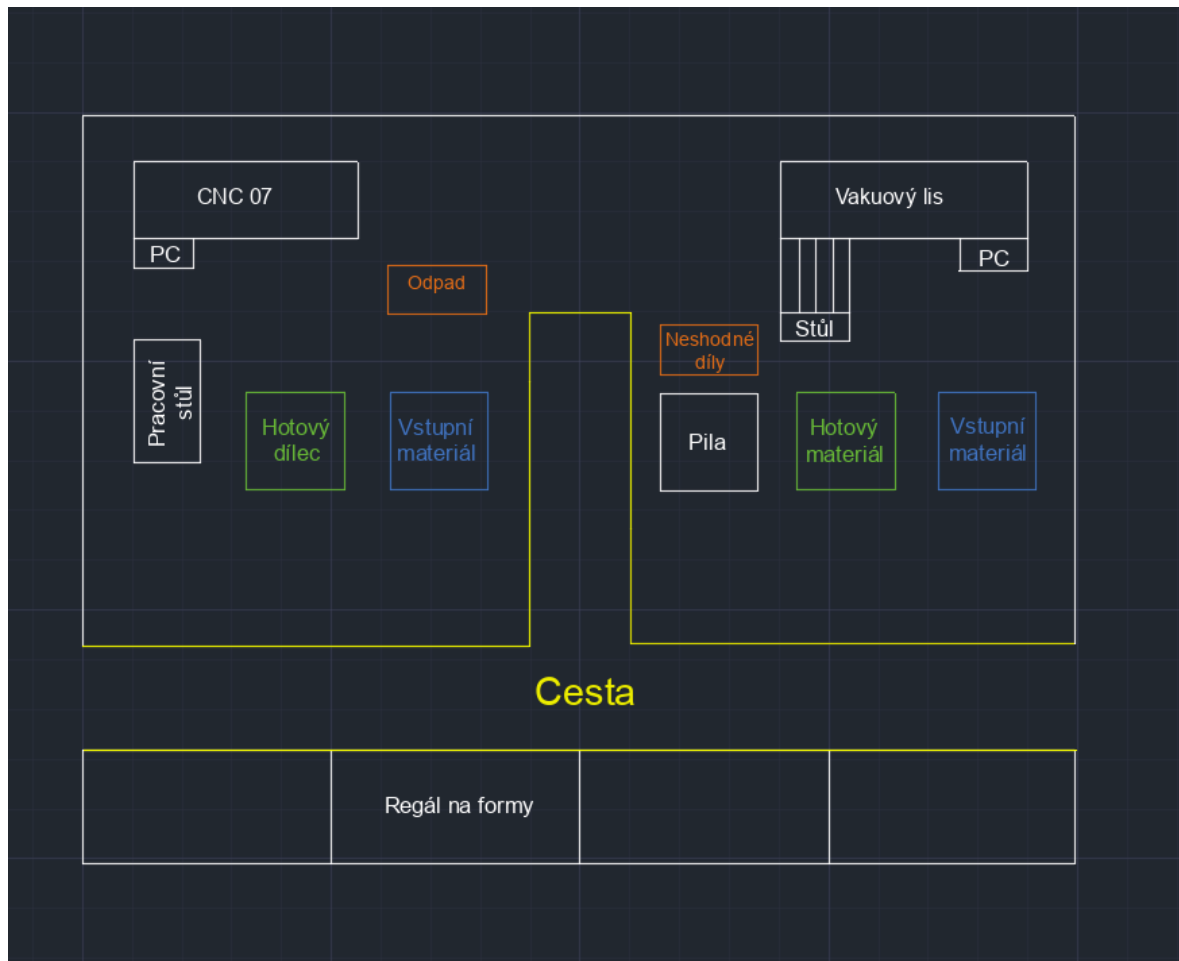 CNC 07
Vakuový lis
PC
PC
Odpad
Stůl
Neshodné
díly
Pracovní
stůl
Hotový
dílec
Vstupní
materiál
Pila
Hotový
materiál
Vstupní
materiál
Cesta
Regál na formy